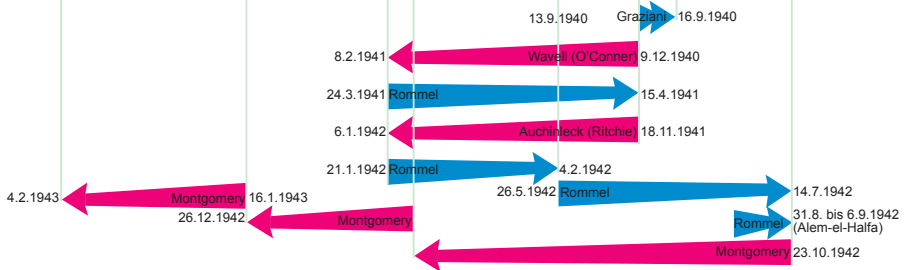 13.9.1940 Graziani 16.9.1940
8.2.1941 Wavell (O'Conner) 9.12.1940
24.3.1941 Rommel 15.4.1941
6.1.1942 Auchinleck (Ritchie) 18.11.1941
21.1.1942 Rommel 4.2.1942
26.5.1942 Rommel 14.7.1942
4.2.1943 Montgomery 16.1.1943
26.12.1942 Montgomery
Rommel 31.8. bis 6.9.1942
(Alem-el-Halfa)
Montgomery 23.10.1942